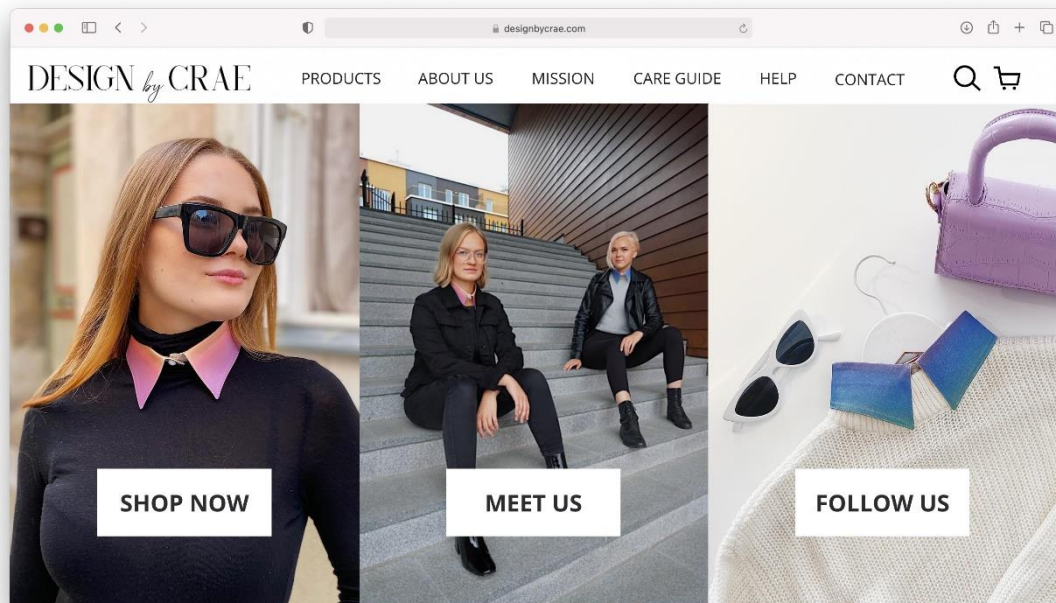 designbycrae.com
DESIGN by CRAE PRODUCTS ABOUT US MISSION CARE GUIDE HELP CONTACT
SHOP NOW MEET US FOLLOW US